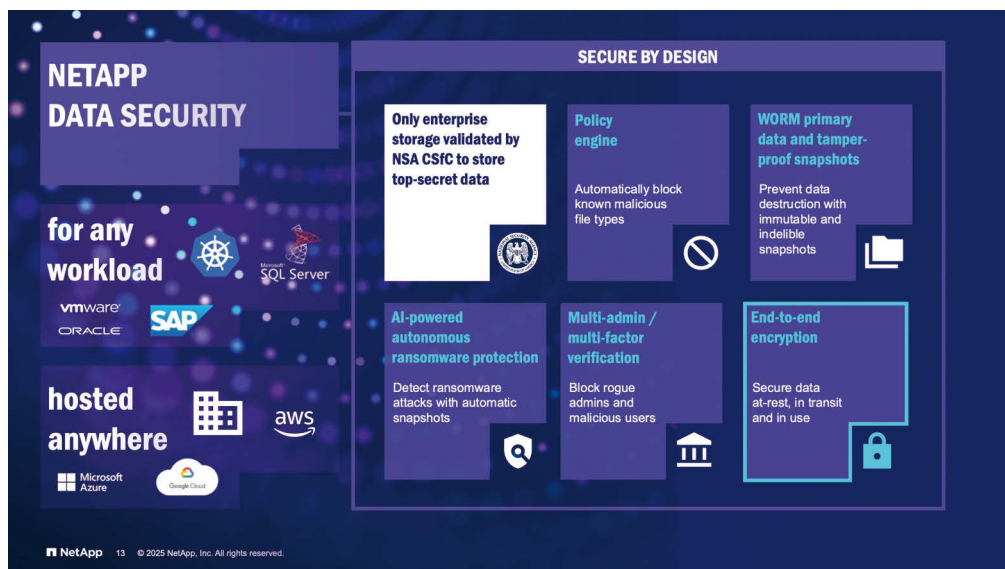 NETAPP
DATA SECURITY
for any
workload
Microsoft
SQL Server
vmware
ORACLE
SAP
hosted
anywhere
aws
Microsoft
Azure
Google Cloud
SECURE BY DESIGN
Only enterprise
storage validated by
NSA CSfC to store
top-secret data
Policy
engine
Automatically block
known malicious
file types
WORM primary
data and tamper-
proof snapshots
Prevent data
destruction with
immutable and
indelible
snapshots
AI-powered
autonomous
ransomware protection
Detect ransomware
attacks with automatic
snapshots
Multi-admin /
multi-factor
verification
Block rogue
admins and
malicious users
End-to-end
encryption
Secure data
at-rest, in transit
and in use
NetApp 13 © 2025 NetApp, Inc. All rights reserved.